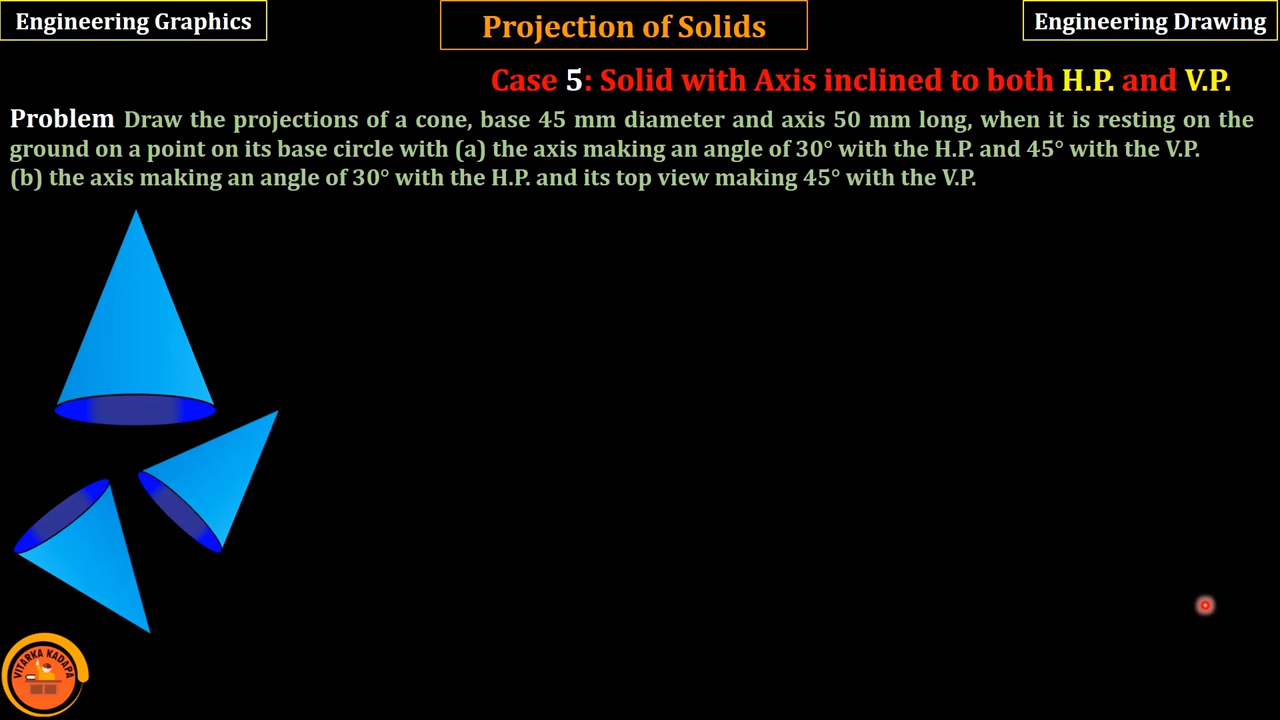 Engineering Graphics
Projection of Solids
Engineering Drawing
Case 5: Solid with Axis inclined to both H.P. and V.P.
Problem Draw the projections of a cone, base 45 mm diameter and axis 50 mm long, when it is resting on the
ground on a point on its base circle with (a) the axis making an angle of 30° with the H.P. and 45° with the V.P.
(b) the axis making an angle of 30° with the H.P. and its top view making 45° with the V.P.
VITARKA KADAPA